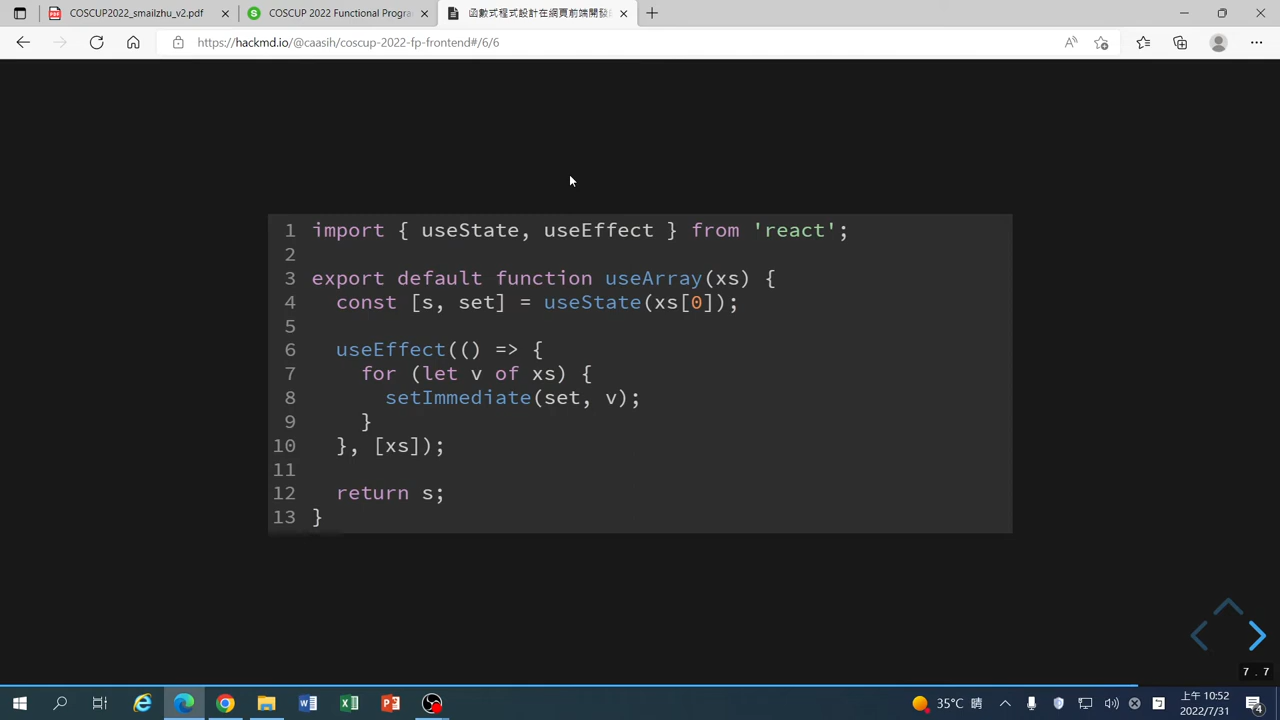 COSCUP2022_smailzhu_v2.pdf
COSCUP 2022 Functional Progra
函數式程式設計在網頁前端開發
https://hackmd.io/@caasih/coscup-2022-fp-frontend#/6/6
1 import { useState, useEffect } from 'react';
2
3 export default function useArray(xs) {
4 const [s, set] = useState(xs[0]);
5
6 useEffect(() => {
7 for (let v of xs) {
8 setImmediate(set, v);
9 }
10 }, [xs]);
11
12 return s;
13 }
7 . 7
35°C 晴
上午 10:52
2022/7/31
4